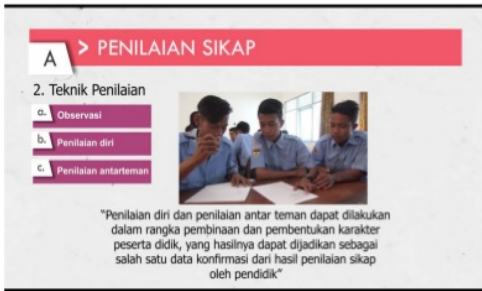 A > PENILAIAN SIKAP
2. Teknik Penilaian
a. Observasi
b. Penilaian diri
c. Penilaian antarteman
"Penilaian diri dan penilaian antar teman dapat dilakukan
dalam rangka pembinaan dan pembentukan karakter
peserta didik, yang hasilnya dapat dijadikan sebagai
salah satu data konfirmasi dari hasil penilaian sikap
oleh pendidik"